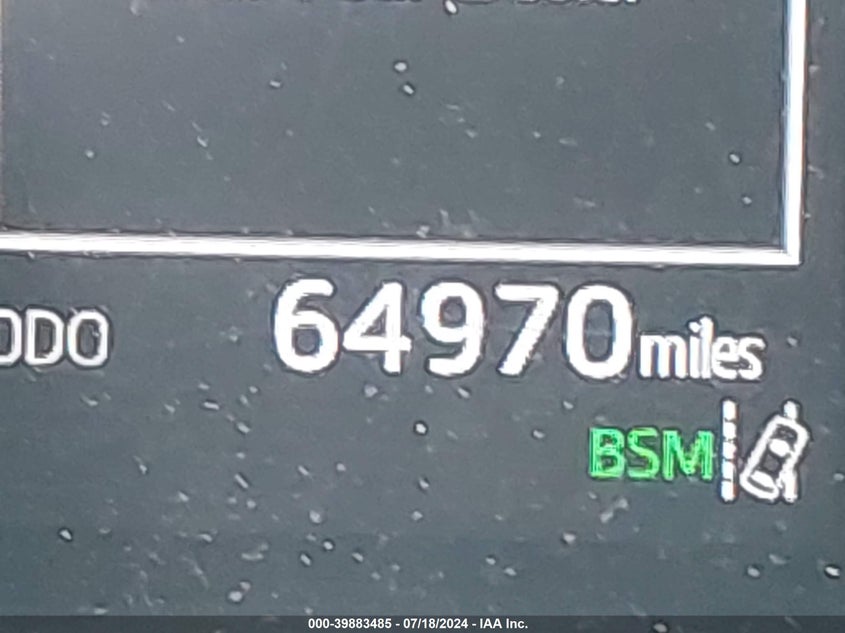 ODO 64970 miles
BSM
000-39883485 - 07/18/2024 - IAA Inc.